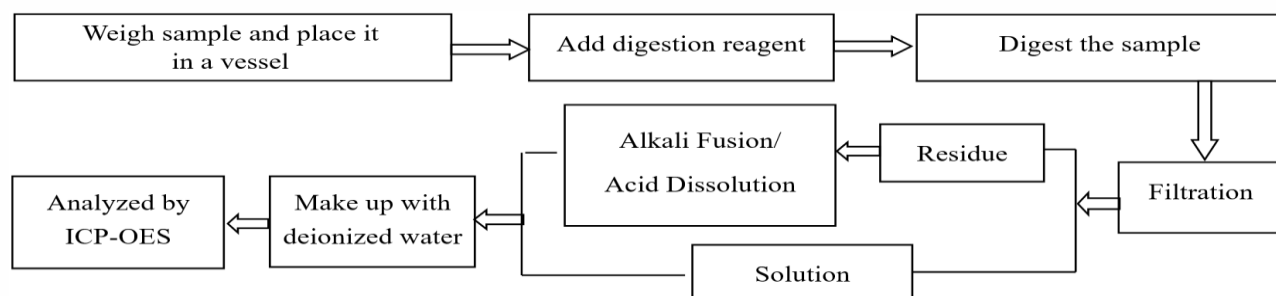 Weigh sample and place it
in a vessel
Add digestion reagent
Digest the sample
Filtration
Residue
Alkali Fusion/
Acid Dissolution
Solution
Make up with
deionized water
Analyzed by
ICP-OES